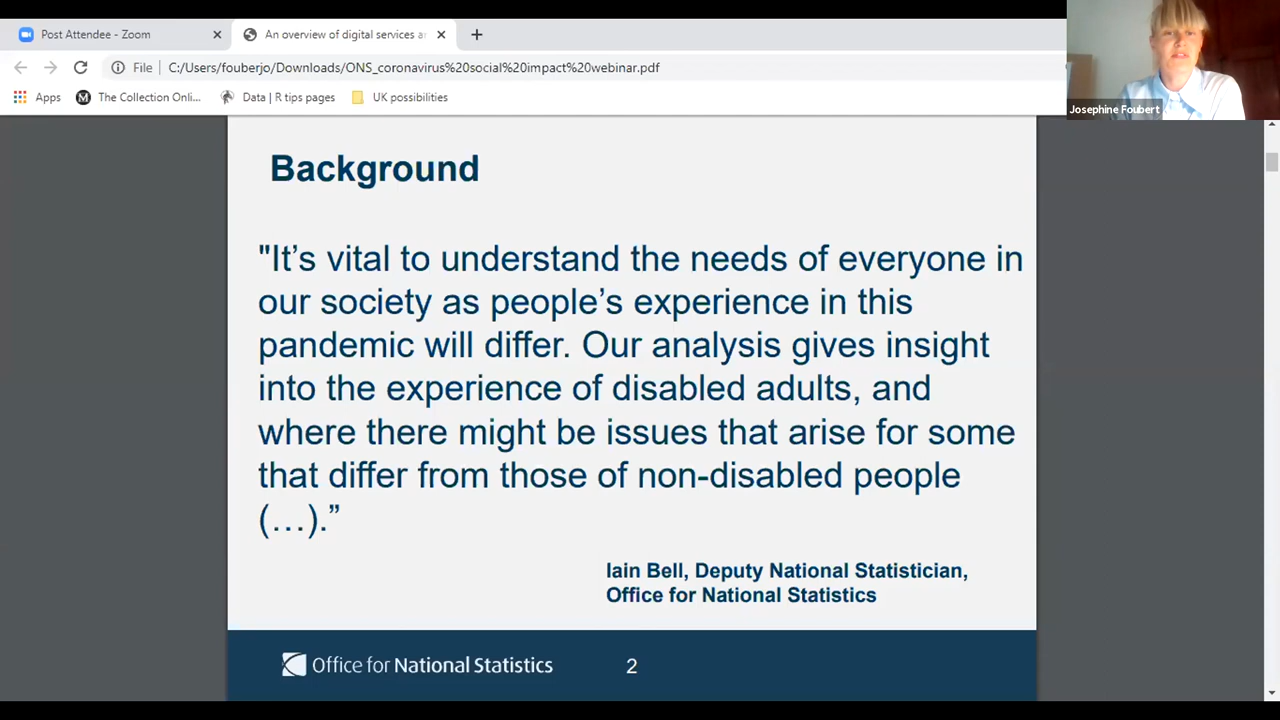 Post Attendee - Zoom
An overview of digital services a
File
C:/Users/fouberjo/Downloads/ONS_coronavirus%20social%20impact%20webinar.pdf
Apps
The Collection Onli...
Data | R tips pages
UK possibilities
Josephine Foubert
Background
"It’s vital to understand the needs of everyone in
our society as people’s experience in this
pandemic will differ. Our analysis gives insight
into the experience of disabled adults, and
where there might be issues that arise for some
that differ from those of non-disabled people
(…).”
Iain Bell, Deputy National Statistician,
Office for National Statistics
Office for National Statistics
2